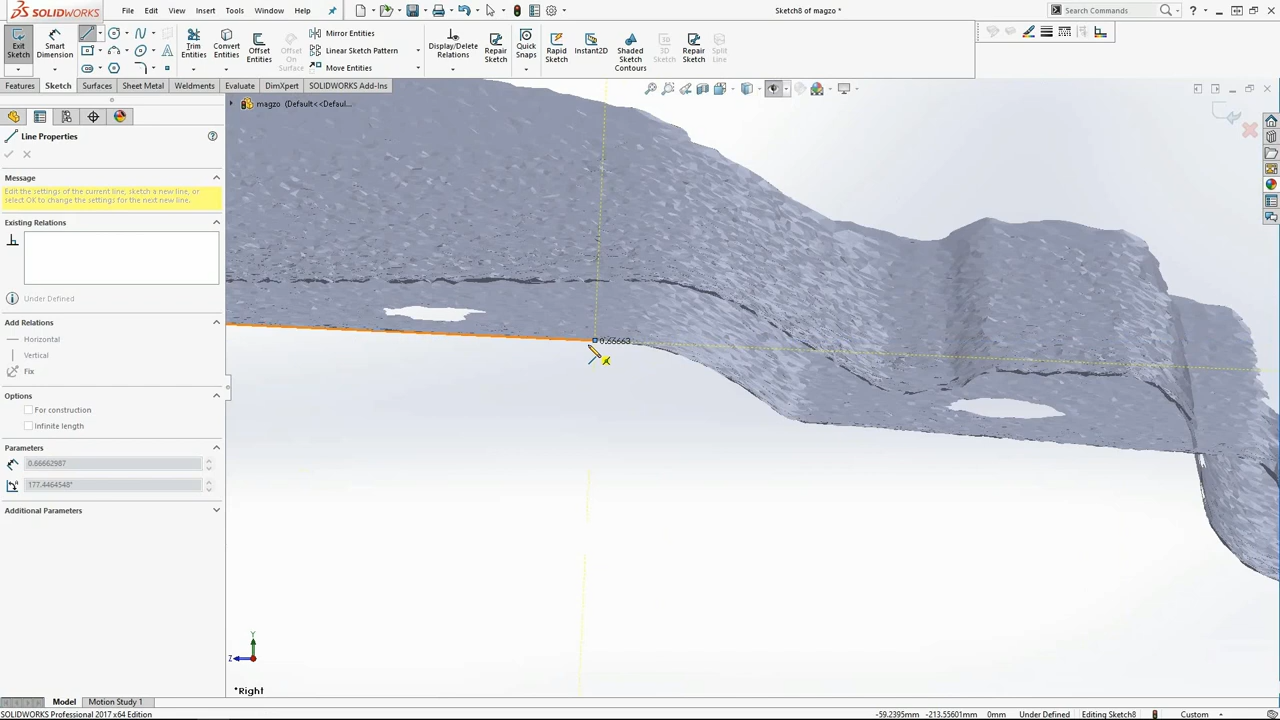 SOLIDWORKS
File
Edit
View
Insert
Tools
Window
Help
Sketch8 of magzo *
Search Commands
Exit
Sketch
Smart
Dimension
Trim
Entities
Convert
Entities
Offset
Entities
Offset
On
Surface
Mirror Entities
Linear Sketch Pattern
Move Entities
Display/Delete
Relations
Repair
Sketch
Quick
Snaps
Rapid
Sketch
Instant2D
Shaded
Sketch
Contours
3D
Sketch
Repair
Sketch
Split
Line
Features
Sketch
Surfaces
Sheet Metal
Weldments
Evaluate
DimXpert
SOLIDWORKS Add-Ins
magzo (Default<<Defaul...
Line Properties
Message
Edit the settings of the current line, sketch a new line, or
select OK to change the settings for the next new line.
Existing Relations
Under Defined
Add Relations
Horizontal
Vertical
Fix
Options
For construction
Infinite length
Parameters
0.66662987
177.4464548°
Additional Parameters
0.66663
Y
Z
*Right
Model
Motion Study 1
SOLIDWORKS Professional 2017 x64 Edition
-59.2395mm
-213.55601mm
0mm
Under Defined
Editing Sketch8
Custom